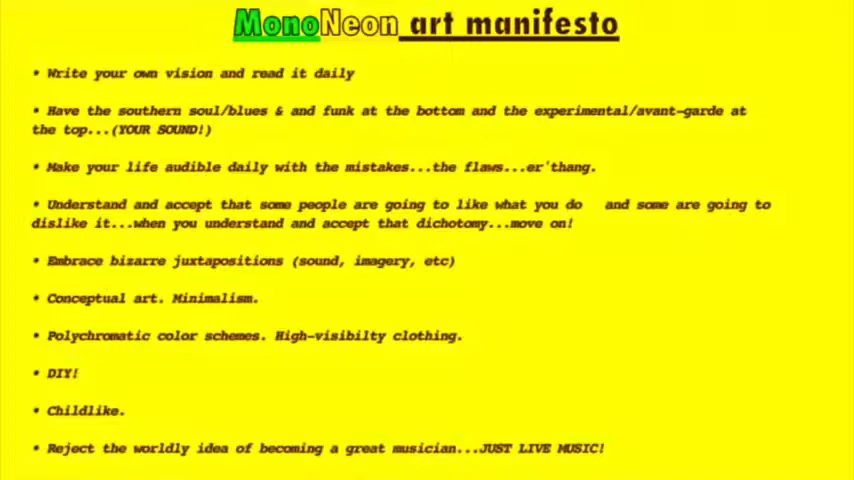 MonoNeon art manifesto
• Write your own vision and read it daily
• Have the southern soul/blues & and funk at the bottom and the experimental/avant-garde at
the top...(YOUR SOUND!)
• Make your life audible daily with the mistakes...the flaws...er'thang.
• Understand and accept that some people are going to like what you do and some are going to
dislike it...when you understand and accept that dichotomy...move on!
• Embrace bizarre juxtapositions (sound, imagery, etc)
• Conceptual art. Minimalism.
• Polychromatic color schemes. High-visibilty clothing.
• DIY!
• Childlike.
• Reject the worldly idea of becoming a great musician...JUST LIVE MUSIC!